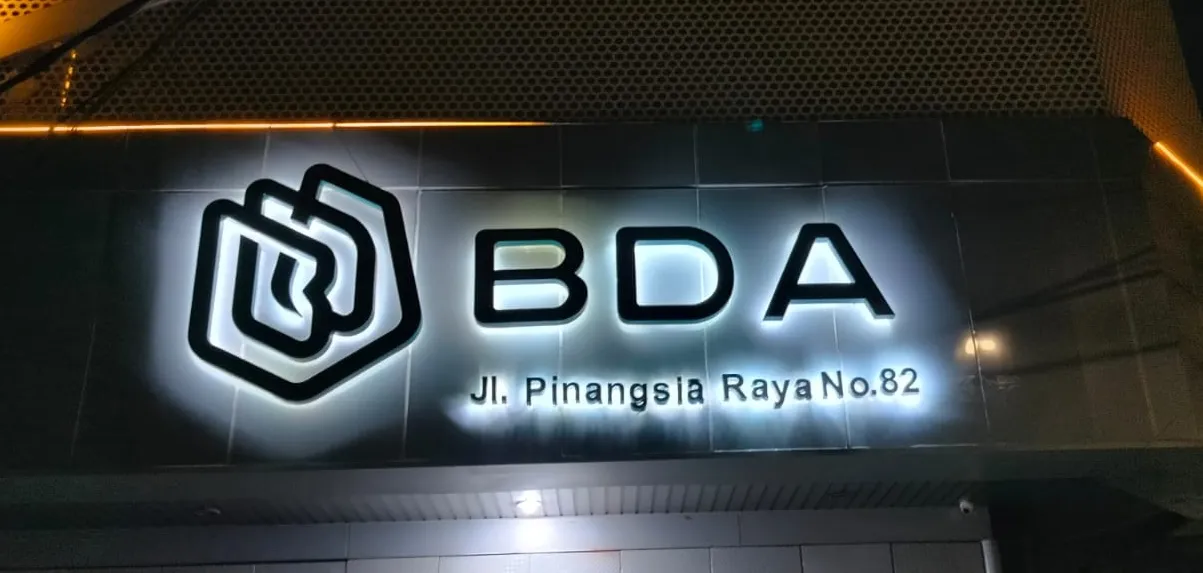 BDA
Jl. Pinangsia Raya No.82